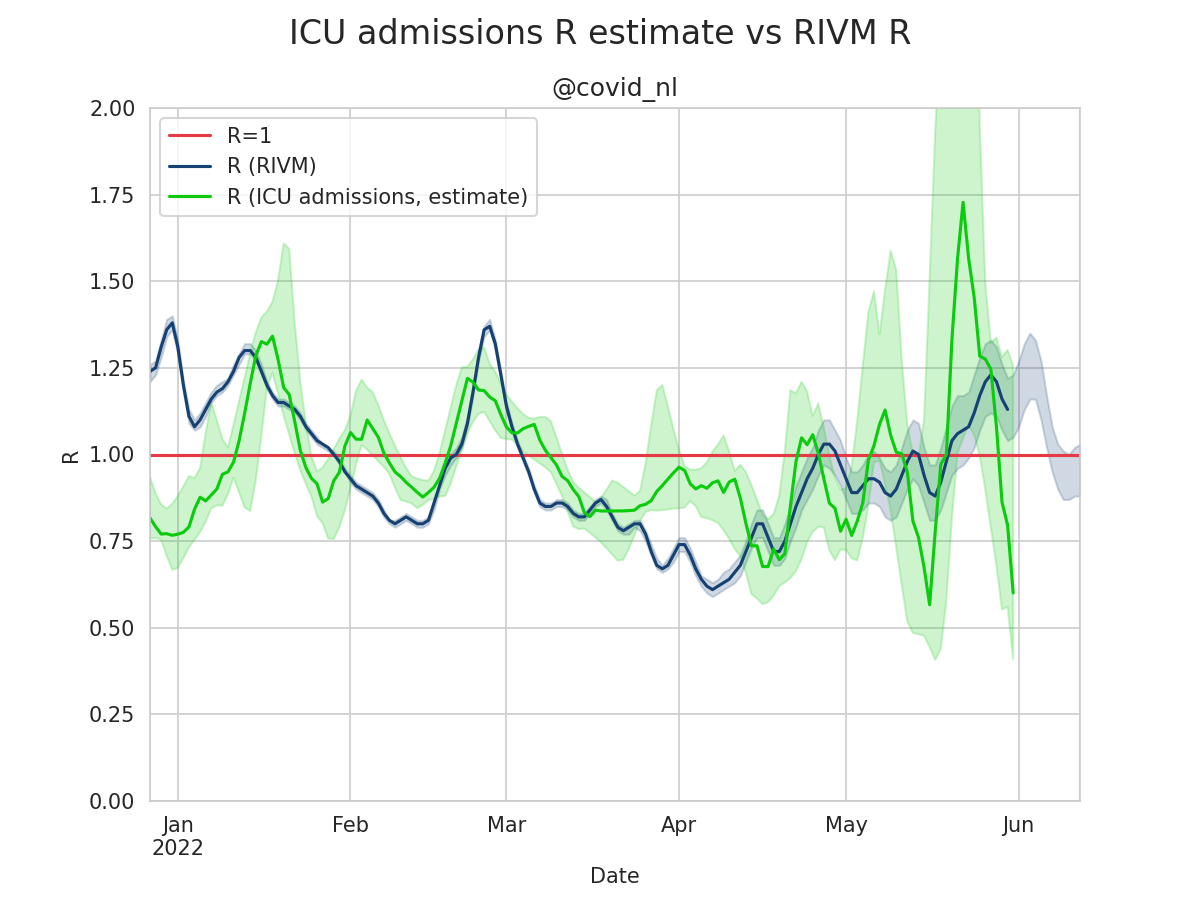 ICU admissions R estimate vs RIVM R
@covid_nl
R=1
R (RIVM)
R (ICU admissions, estimate)
2.00
1.75
1.50
1.25
1.00
0.75
0.50
0.25
0.00
R
Jan
2022
Feb
Mar
Apr
May
Jun
Date